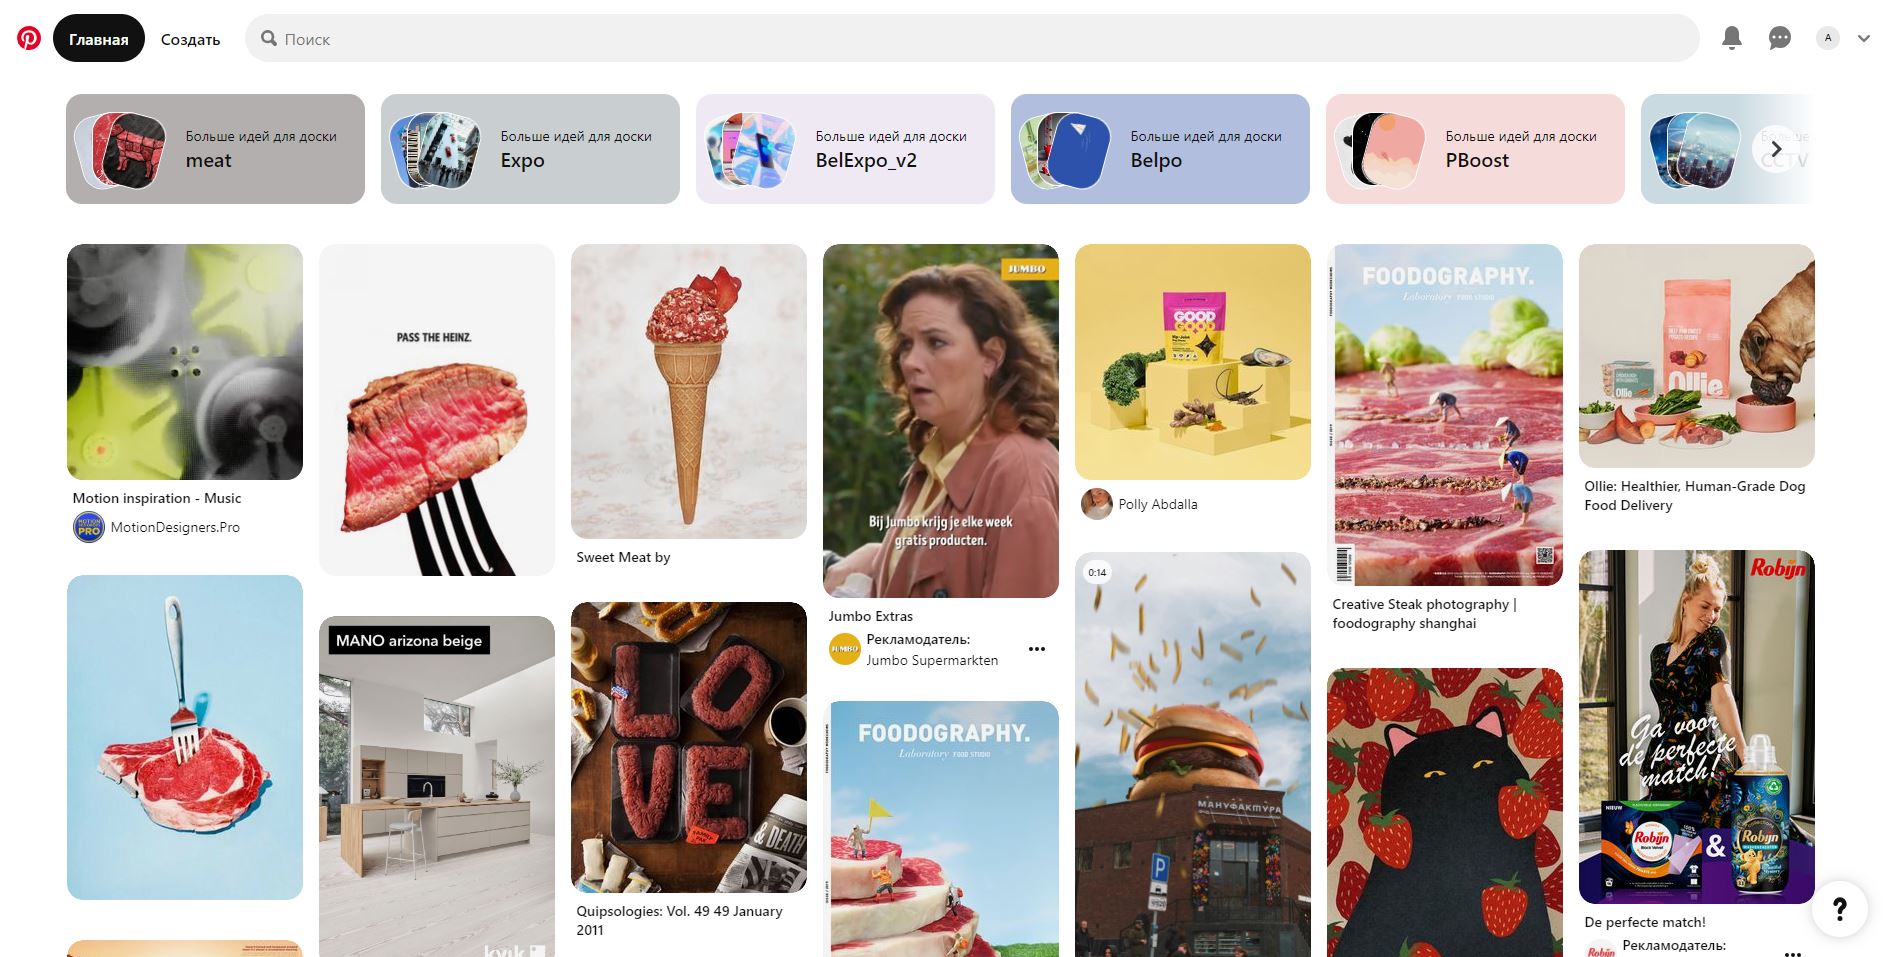 Главная
Создать
Поиск
A
Больше идей для доски
meat
Больше идей для доски
Expo
Больше идей для доски
BelExpo_v2
Больше идей для доски
Belpo
Больше идей для доски
PBoost
Больше
CCTV
Motion inspiration - Music
MotionDesigners.Pro
PASS THE HEINZ.
MANO arizona beige
kvik
Sweet Meat by
LOVE
& DEATH
Quipsologies: Vol. 49 49 January
2011
JUMBO
Bij Jumbo krijg je elke week
gratis producten.
Jumbo Extras
JUMBO
Рекламодатель:
Jumbo Supermarkten
FOODOGRAPHY.
Laboratory FOOD STUDIO
GOOD
GOOD
Polly Abdalla
0:14
МАНУФАКТУРА
P
FOODOGRAPHY.
Laboratory FOOD STUDIO
Creative Steak photography |
foodography shanghai
Ollie
Ollie: Healthier, Human-Grade Dog
Food Delivery
Robijn
Ga voor
de perfecte
match!
NIEUW
Robijn
&
Robijn
De perfecte match!
Robijn
Рекламодатель:
?